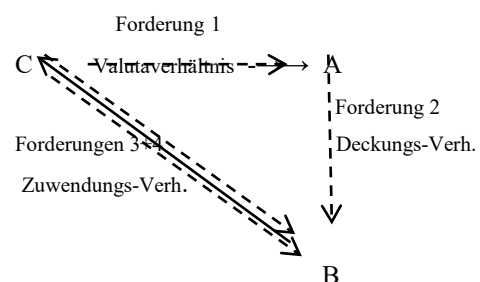 Forderung 1
C Valutaverhältnis → A
Forderung 2
Forderungen 3+4 Deckungs-Verh.
Zuwendungs-Verh.
B